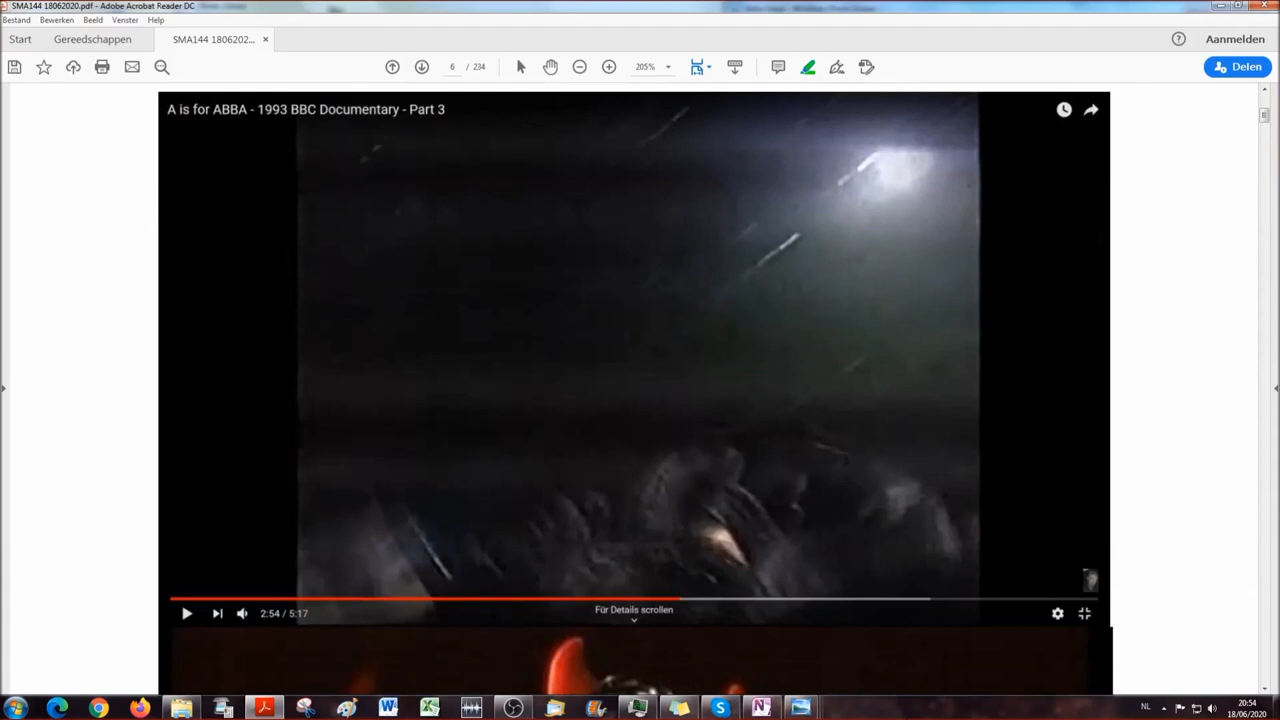 SMA144 18062020.pdf - Adobe Acrobat Reader DC
Bestand Bewerken Beeld Venster Help
Start Gereedschappen SMA144 1806202... × Aanmelden
6 / 234 205% Delen
A is for ABBA - 1993 BBC Documentary - Part 3
2:54 / 5:17 Für Details scrollen
NL 20:54
18/06/2020